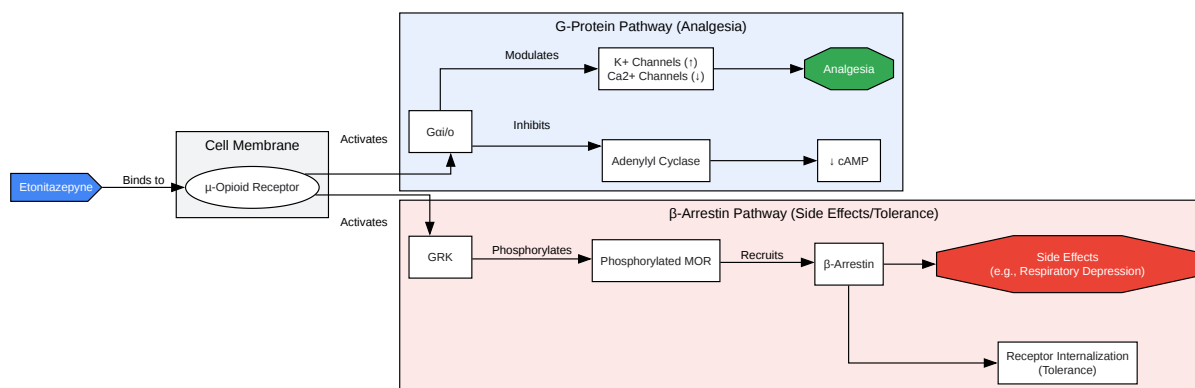 G-Protein Pathway (Analgesia)
Modulates
K+ Channels (↑)
Ca2+ Channels (↓)
Analgesia
Gαi/o
Inhibits
Adenylyl Cyclase
↓ cAMP
Activates
Cell Membrane
Etonitazepyne
Binds to
μ-Opioid Receptor
Activates
β-Arrestin Pathway (Side Effects/Tolerance)
GRK
Phosphorylates
Phosphorylated MOR
Recruits
β-Arrestin
Side Effects
(e.g., Respiratory Depression)
Receptor Internalization
(Tolerance)